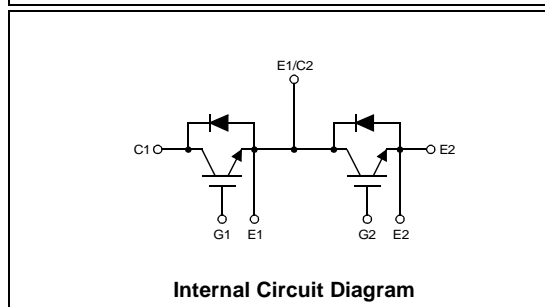 E1/C2
C1 E2
G1 E1 G2 E2
Internal Circuit Diagram